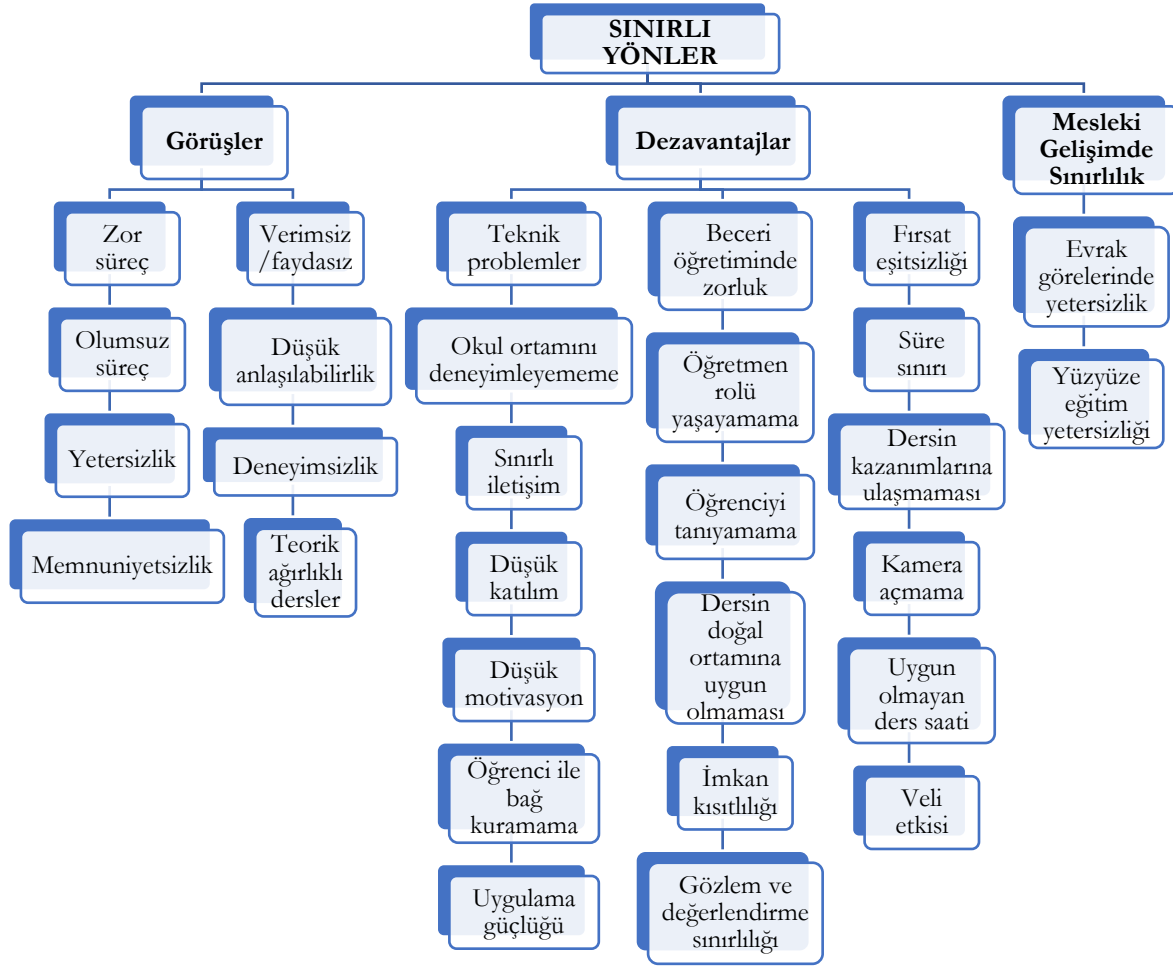 SINIRLI
YÖNLER
Görüşler
Dezavantajlar
Mesleki
Gelişimde
Sınırlılık
Zor
süreç
Olumsuz
süreç
Yetersizlik
Memnuniyetsizlik
Verimsiz
/faydasız
Düşük
anlaşılabilirlik
Deneyimsizlik
Teorik
ağırlıklı
dersler
Teknik
problemler
Okul ortamını
deneyimleyememe
Sınırlı
iletişim
Düşük
katılım
Düşük
motivasyon
Öğrenci ile
bağ
kuramama
Uygulama
güçlüğü
Beceri
öğretiminde
zorluk
Öğretmen
rolü
yaşayamama
Öğrenciyi
tanıyamama
Dersin
doğal
ortamına
uygun
olmaması
İmkan
kısıtlılığı
Gözlem ve
değerlendirme
sınırlılığı
Fırsat
eşitsizliği
Süre
sınırı
Dersin
kazanımlarına
ulaşmaması
Kamera
açmama
Uygun
olmayan
ders saati
Veli
etkisi
Evrak
görelerinde
yetersizlik
Yüzyüze
eğitim
yetersizliği